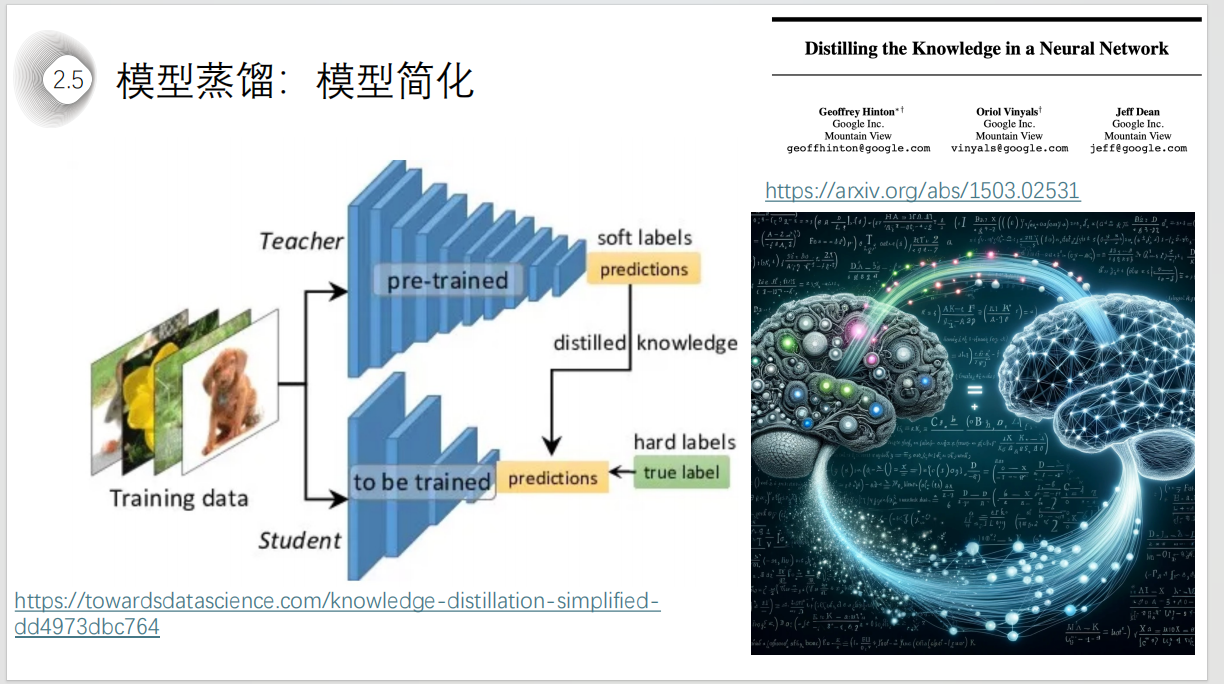 2.5
模型蒸馏：模型简化
Distilling the Knowledge in a Neural Network
Geoffrey Hinton*†
Google Inc.
Mountain View
geoffhinton@google.com
Oriol Vinyals†
Google Inc.
Mountain View
vinyals@google.com
Jeff Dean
Google Inc.
Mountain View
jeff@google.com
https://arxiv.org/abs/1503.02531
Teacher
pre-trained
soft labels
predictions
distilled knowledge
hard labels
true label
predictions
to be trained
Training data
Student
https://towardsdatascience.com/knowledge-distillation-simplified-
dd4973dbc764